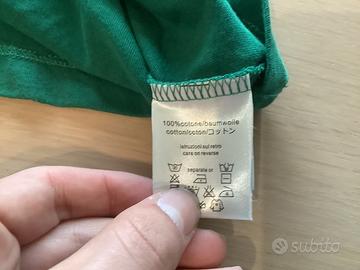 100%cotone/baumwolle
cotton/coton/コットン
istruzioni sul retro
care on reverse
separate or
subito